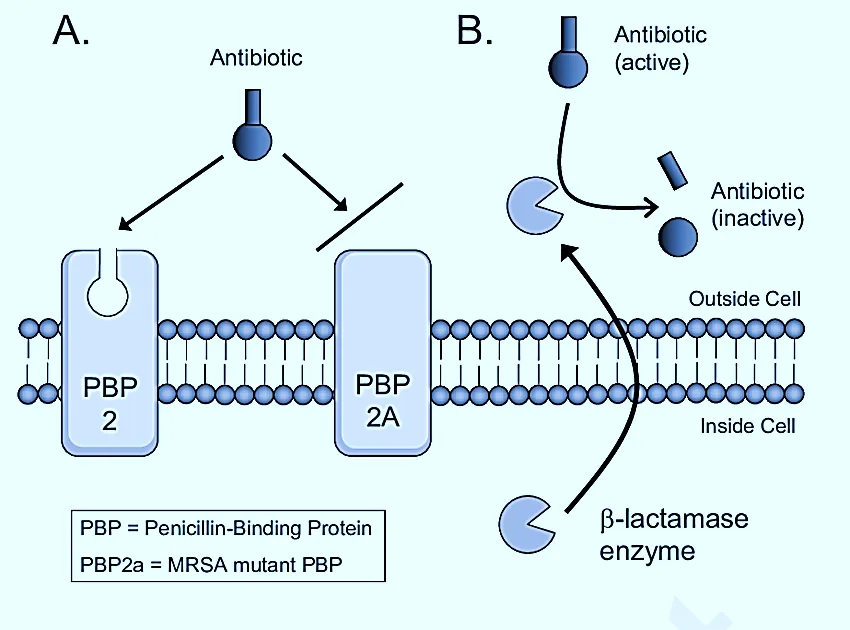 A.
Antibiotic
B.
Antibiotic
(active)
Antibiotic
(inactive)
Outside Cell
PBP
2
PBP
2A
Inside Cell
PBP = Penicillin-Binding Protein
PBP2a = MRSA mutant PBP
β-lactamase
enzyme